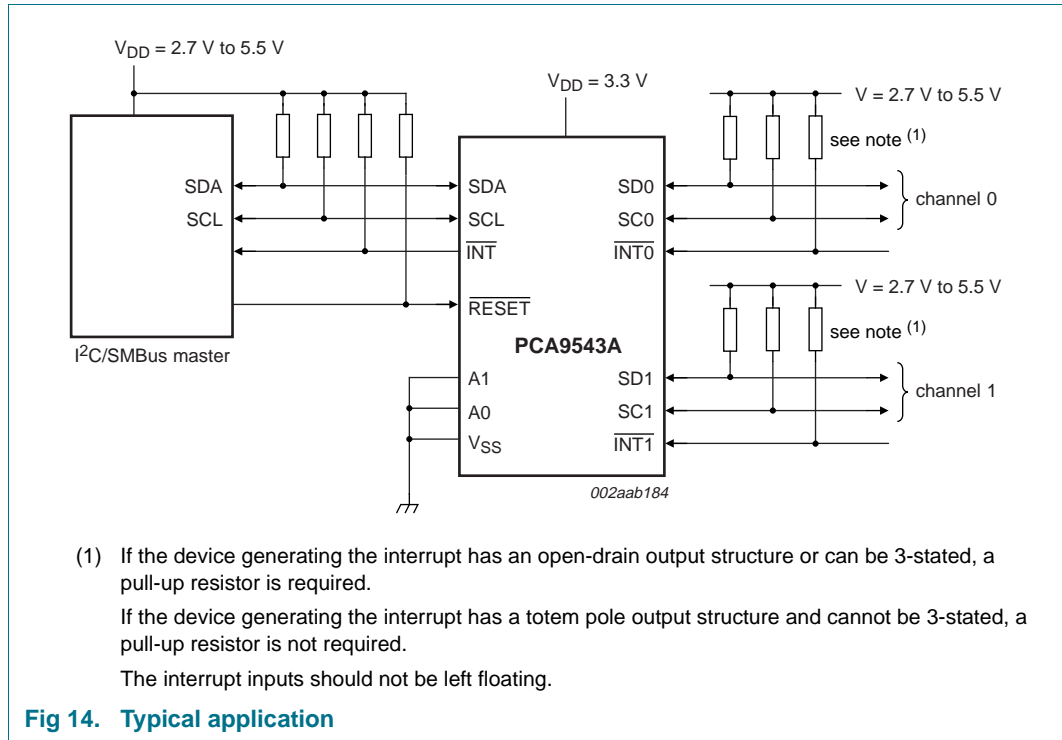 VDD = 2.7 V to 5.5 V
VDD = 3.3 V
V = 2.7 V to 5.5 V
see note (1)
SDA
SCL
SDA
SCL
INT
RESET
SD0
SC0
INT0
channel 0
V = 2.7 V to 5.5 V
see note (1)
I2C/SMBus master
PCA9543A
A1
A0
VSS
SD1
SC1
INT1
channel 1
002aab184
(1) If the device generating the interrupt has an open-drain output structure or can be 3-stated, a
pull-up resistor is required.
If the device generating the interrupt has a totem pole output structure and cannot be 3-stated, a
pull-up resistor is not required.
The interrupt inputs should not be left floating.
Fig 14. Typical application